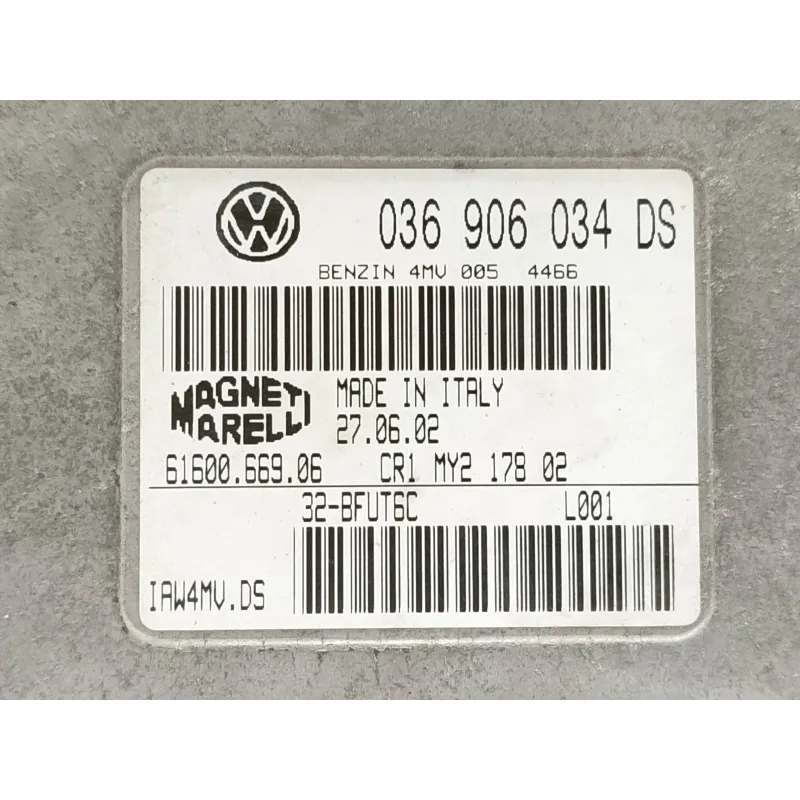 036 906 034 DS
BENZIN 4MV 005 4466
MAGNETI MARELLI
MADE IN ITALY
27.06.02
61600.669.06 CR1 MY2 178 02
32-BFUT6C L001
IAW4MV.DS